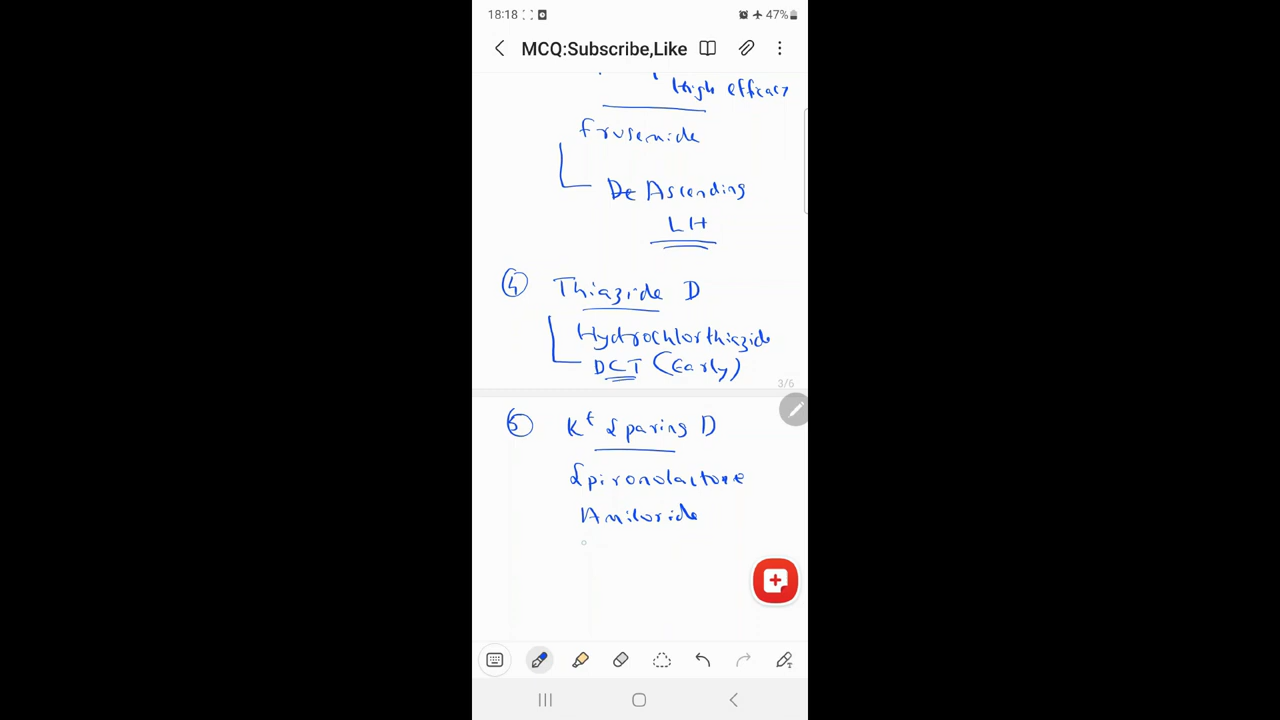 18:18 47%
MCQ:Subscribe,Like
High efficacy
Frusemide
De Ascending
LH
4 Thiazide D
Hydrochlorthiazide
DCT (Early)
3/6
5 K+ Sparing D
Spironolactone
Amiloride